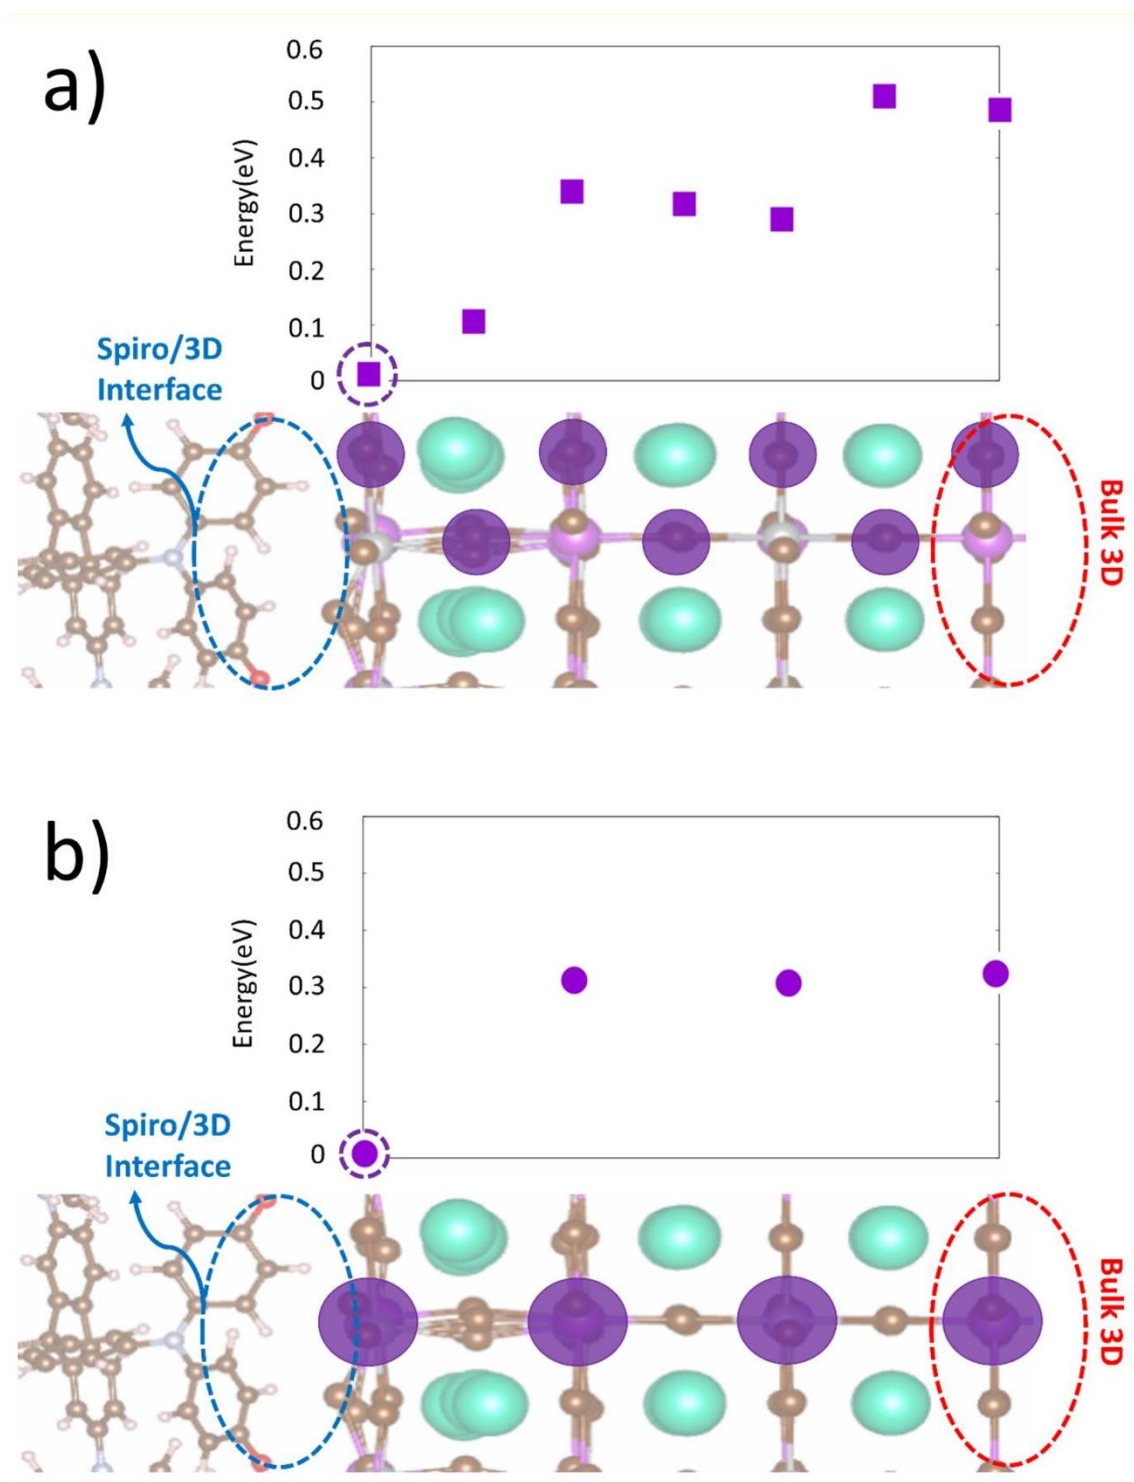 a)
0.6
0.5
0.4
0.3
0.2
0.1
0
Energy(eV)
Spiro/3D
Interface
Bulk 3D
b)
0.6
0.5
0.4
0.3
0.2
0.1
0
Energy(eV)
Spiro/3D
Interface
Bulk 3D